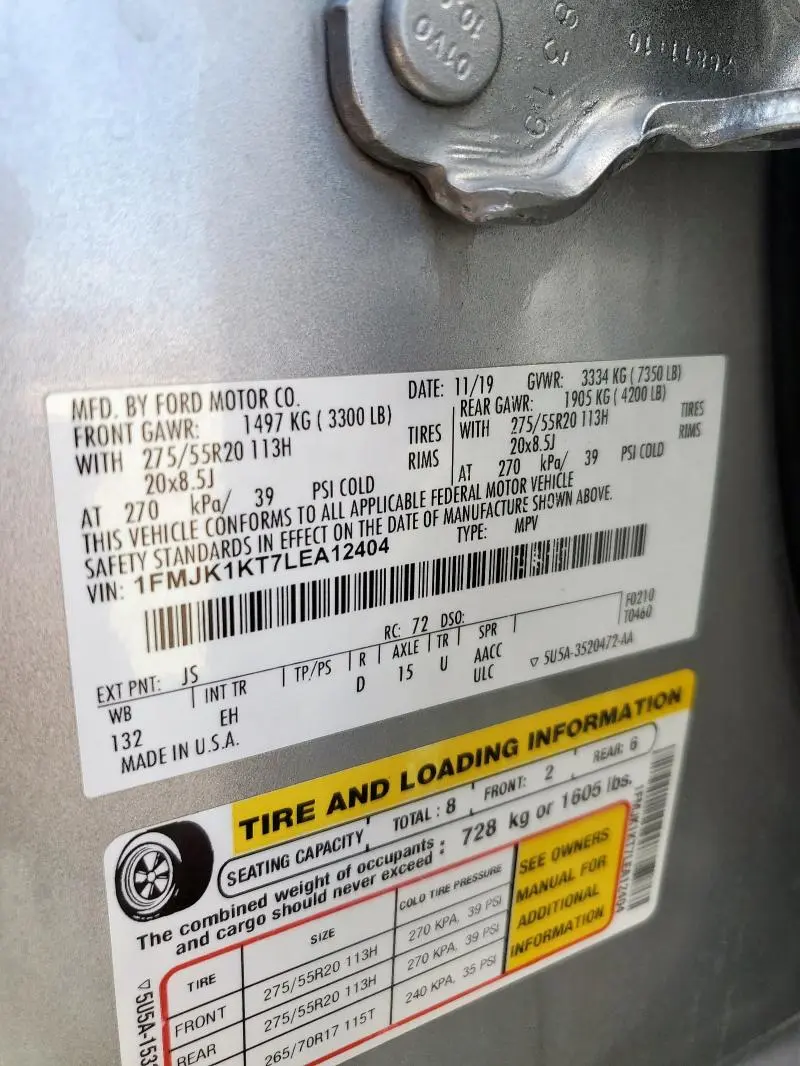 OTVO
10.
8319
MFD. BY FORD MOTOR CO.
DATE: 11/19
GVWR: 3334 KG ( 7350 LB)
FRONT GAWR: 1497 KG ( 3300 LB)
REAR GAWR: 1905 KG ( 4200 LB)
WITH 275/55R20 113H TIRES
WITH 275/55R20 113H TIRES
20x8.5J RIMS
20x8.5J RIMS
AT 270 kPa/ 39 PSI COLD
AT 270 kPa/ 39 PSI COLD
THIS VEHICLE CONFORMS TO ALL APPLICABLE FEDERAL MOTOR VEHICLE
SAFETY STANDARDS IN EFFECT ON THE DATE OF MANUFACTURE SHOWN ABOVE.
VIN: 1FMJK1KT7LEA12404
TYPE: MPV
F0210
T0460
EXT PNT: JS
RC: 72 DSO:
WB INT TR TP/PS R AXLE TR SPR
132 EH D 15 U AACC
ULC
▽ 5U5A-3520472-AA
MADE IN U.S.A.
TIRE AND LOADING INFORMATION
SEATING CAPACITY TOTAL : 8 FRONT: 2 REAR: 6
The combined weight of occupants : 728 kg or 1605 lbs.
and cargo should never exceed :
TIRE SIZE COLD TIRE PRESSURE
FRONT 275/55R20 113H 270 KPA, 39 PSI
REAR 275/55R20 113H 270 KPA, 39 PSI
265/70R17 115T 240 KPA, 35 PSI
SEE OWNERS
MANUAL FOR
ADDITIONAL
INFORMATION
1FMJK1KT7LEA12404
▽5U5A-153